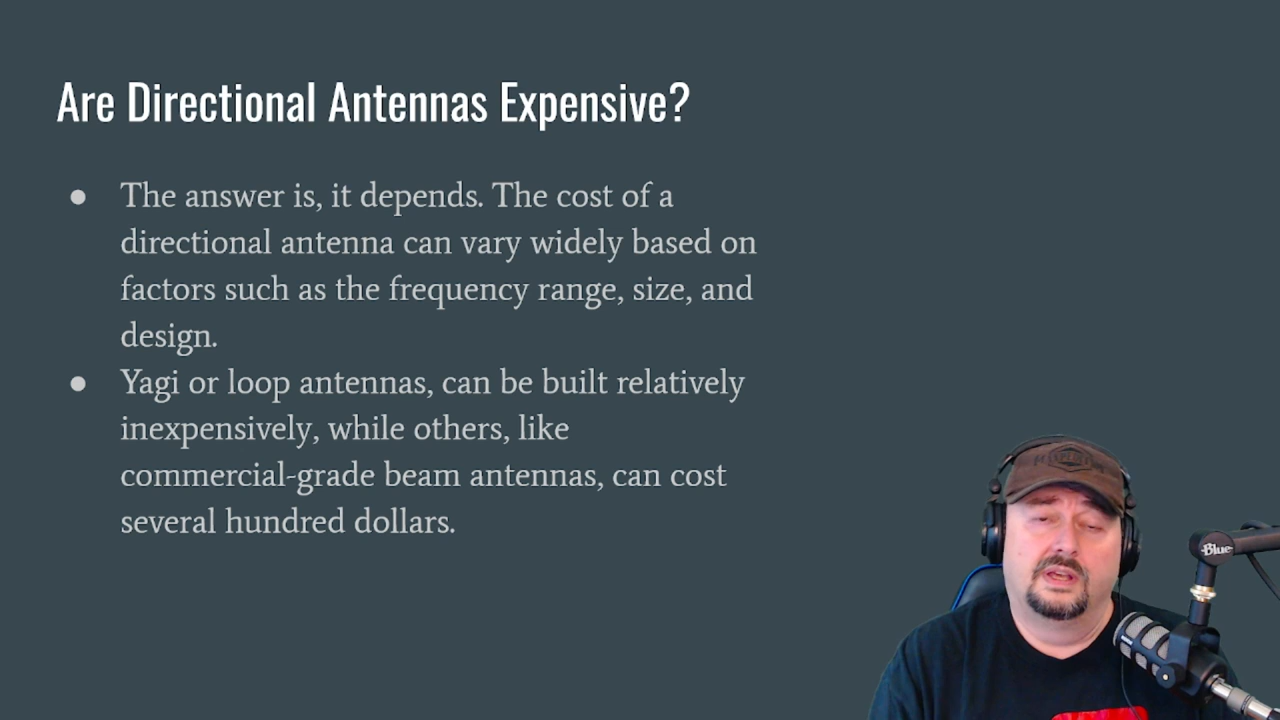 Are Directional Antennas Expensive?
● The answer is, it depends. The cost of a
directional antenna can vary widely based on
factors such as the frequency range, size, and
design.
● Yagi or loop antennas, can be built relatively
inexpensively, while others, like
commercial-grade beam antennas, can cost
several hundred dollars.
Blue